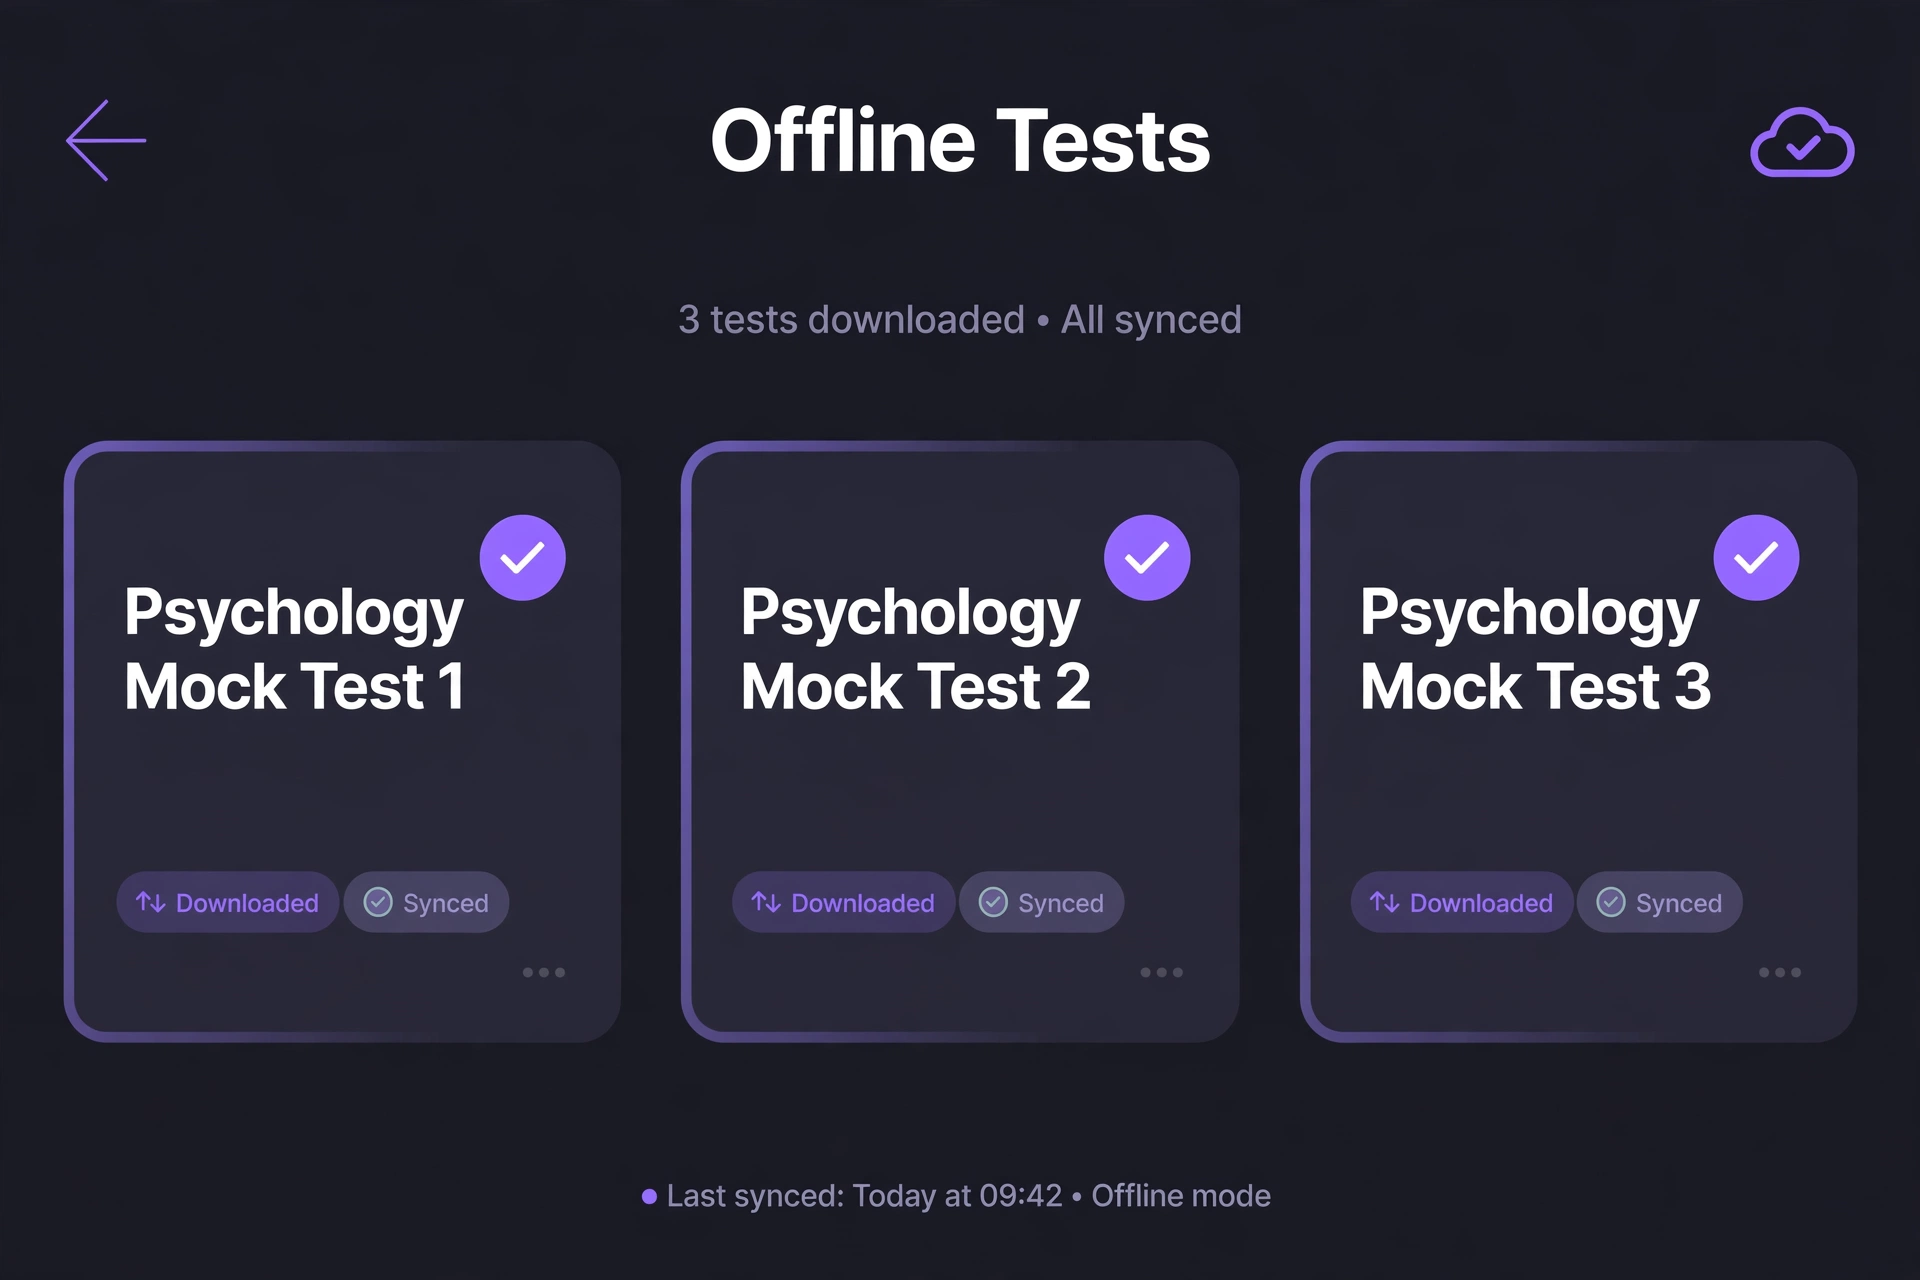 Offline Tests
3 tests downloaded • All synced
Psychology
Mock Test 1
Downloaded
Synced
Psychology
Mock Test 2
Downloaded
Synced
Psychology
Mock Test 3
Downloaded
Synced
Last synced: Today at 09:42 • Offline mode